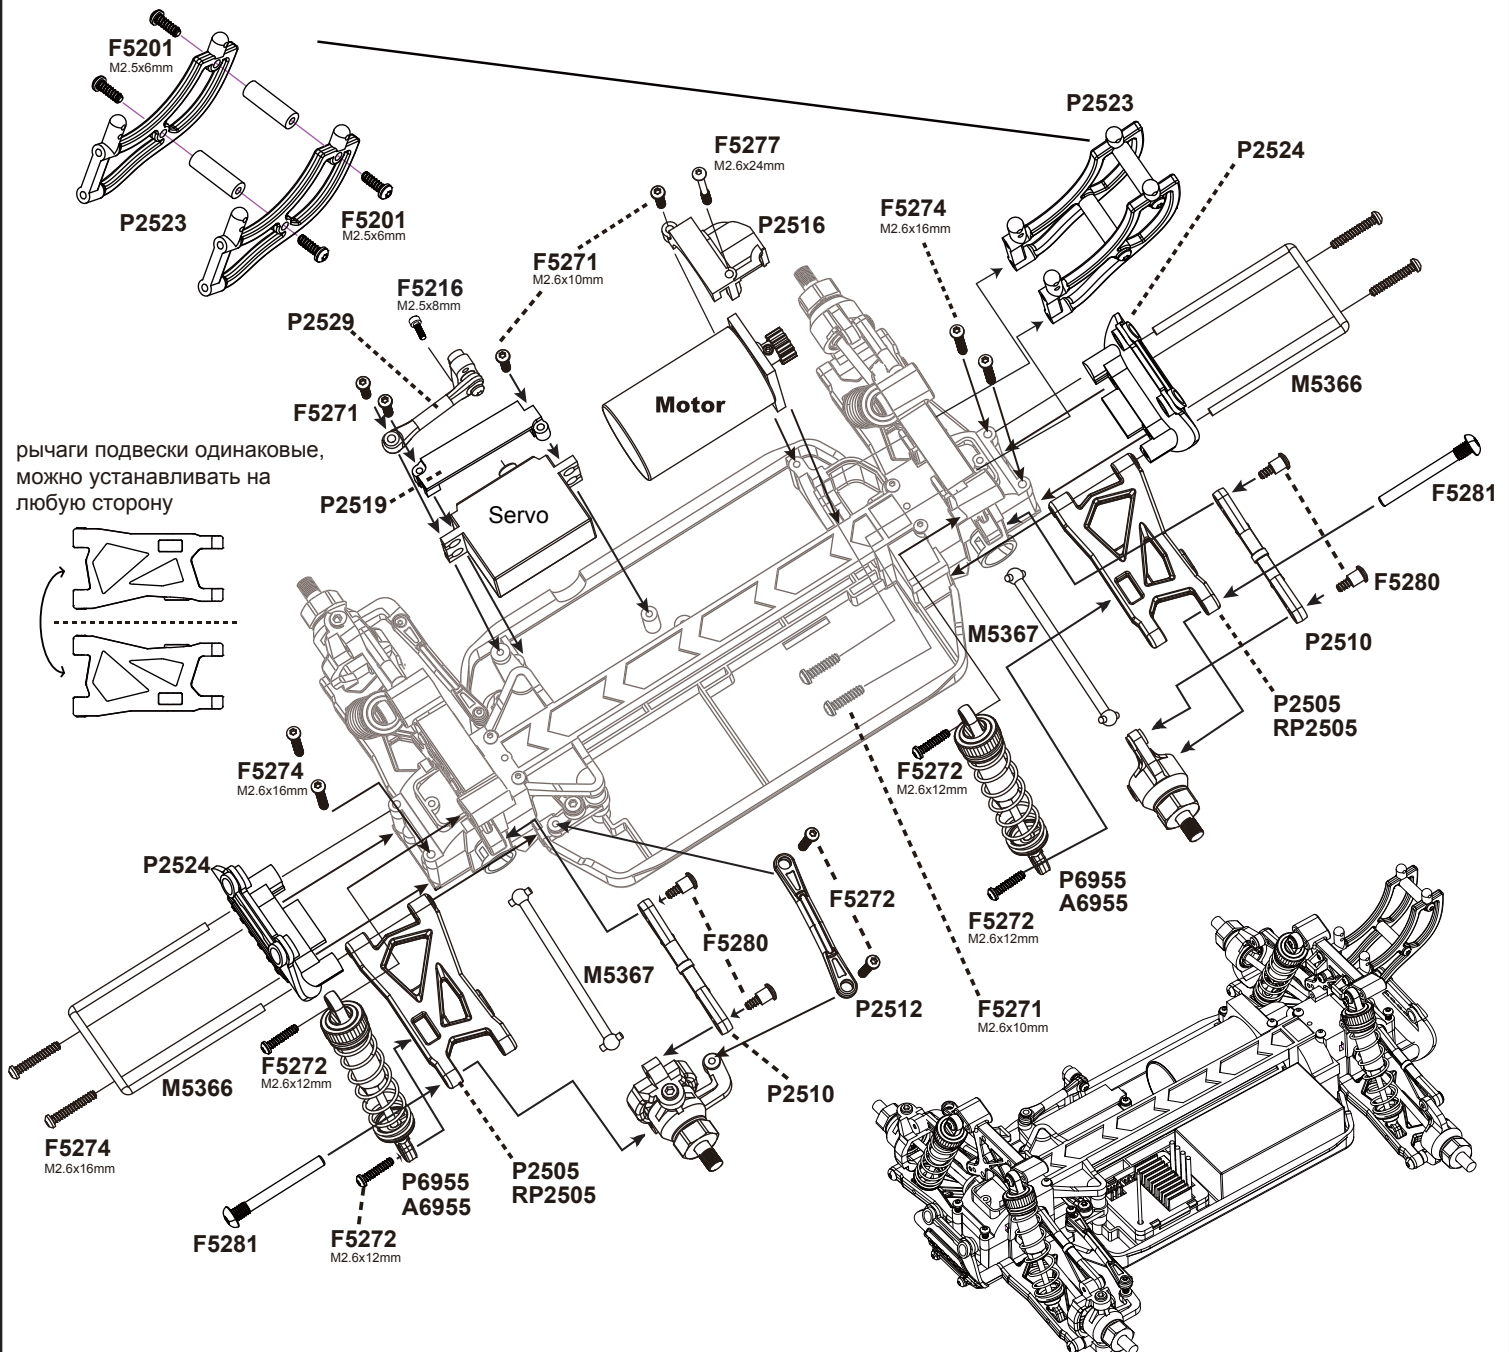 F5201
M2.5x6mm
P2523
F5277
M2.6x24mm
P2524
P2523
F5201
M2.5x6mm
P2516
F5274
M2.6x16mm
F5271
M2.6x10mm
F5216
M2.5x8mm
P2529
M5366
Motor
F5271
рычаги подвески одинаковые,
можно устанавливать на
любую сторону
F5281
P2519
Servo
F5280
M5367
P2510
P2505
RP2505
F5274
M2.6x16mm
F5272
M2.6x12mm
P2524
P6955
A6955
F5272
F5272
M2.6x12mm
F5280
M5367
P2512
F5271
M2.6x10mm
F5272
M2.6x12mm
M5366
P2510
F5274
M2.6x16mm
P6955
A6955
P2505
RP2505
F5281
F5272
M2.6x12mm